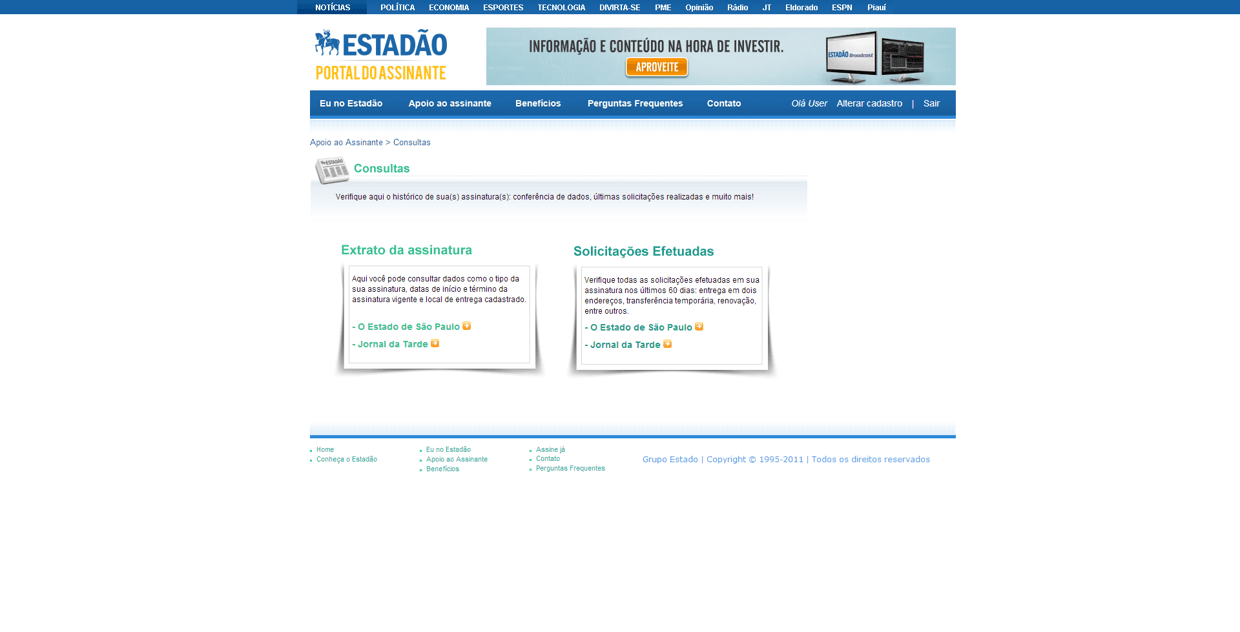 NOTÍCIAS POLÍTICA ECONOMIA ESPORTES TECNOLOGIA DIVIRTA-SE PME Opinião Rádio JT Eldorado ESPN Piauí
ESTADÃO
PORTAL DO ASSINANTE
INFORMAÇÃO E CONTEÚDO NA HORA DE INVESTIR.
APROVEITE
ESTADÃO Broadcast
Eu no Estadão Apoio ao assinante Benefícios Perguntas Frequentes Contato Olá User Alterar cadastro | Sair
Apoio ao Assinante > Consultas
ESTADÃO
Consultas
Verifique aqui o histórico de sua(s) assinatura(s): conferência de dados, últimas solicitações realizadas e muito mais!
Extrato da assinatura
Aqui você pode consultar dados como o tipo da
sua assinatura, datas de início e término da
assinatura vigente e local de entrega cadastrado.
- O Estado de São Paulo
- Jornal da Tarde
Solicitações Efetuadas
Verifique todas as solicitações efetuadas em sua
assinatura nos últimos 60 dias: entrega em dois
endereços, transferência temporária, renovação,
entre outros.
- O Estado de São Paulo
- Jornal da Tarde
Home
Conheça o Estadão
Eu no Estadão
Apoio ao Assinante
Benefícios
Assine já
Contato
Perguntas Frequentes
Grupo Estado | Copyright © 1995-2011 | Todos os direitos reservados